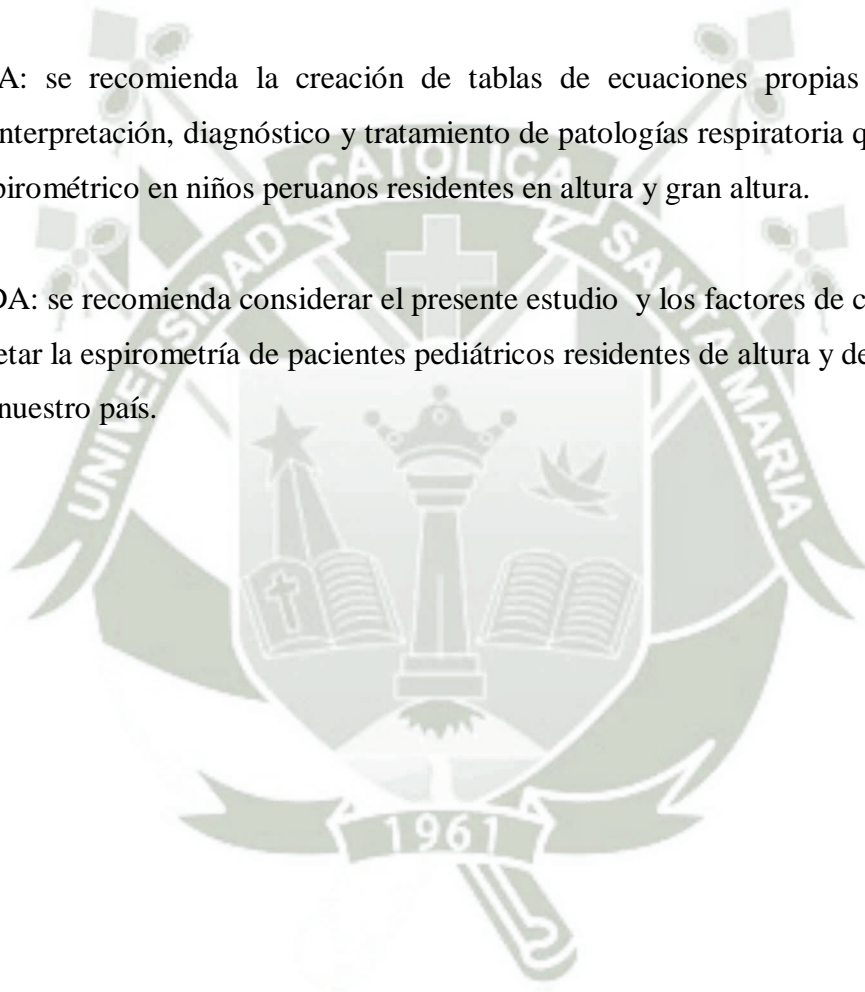 A: se recomienda la creación de tablas de ecuaciones propias
nterpretación, diagnóstico y tratamiento de patologías respiratoria q
pirométrico en niños peruanos residentes en altura y gran altura.
DA: se recomienda considerar el presente estudio y los factores de c
etar la espirometría de pacientes pediátricos residentes de altura y de
nuestro país.
UNIVERSIDAD CATOLICA SANTA MARIA
1961